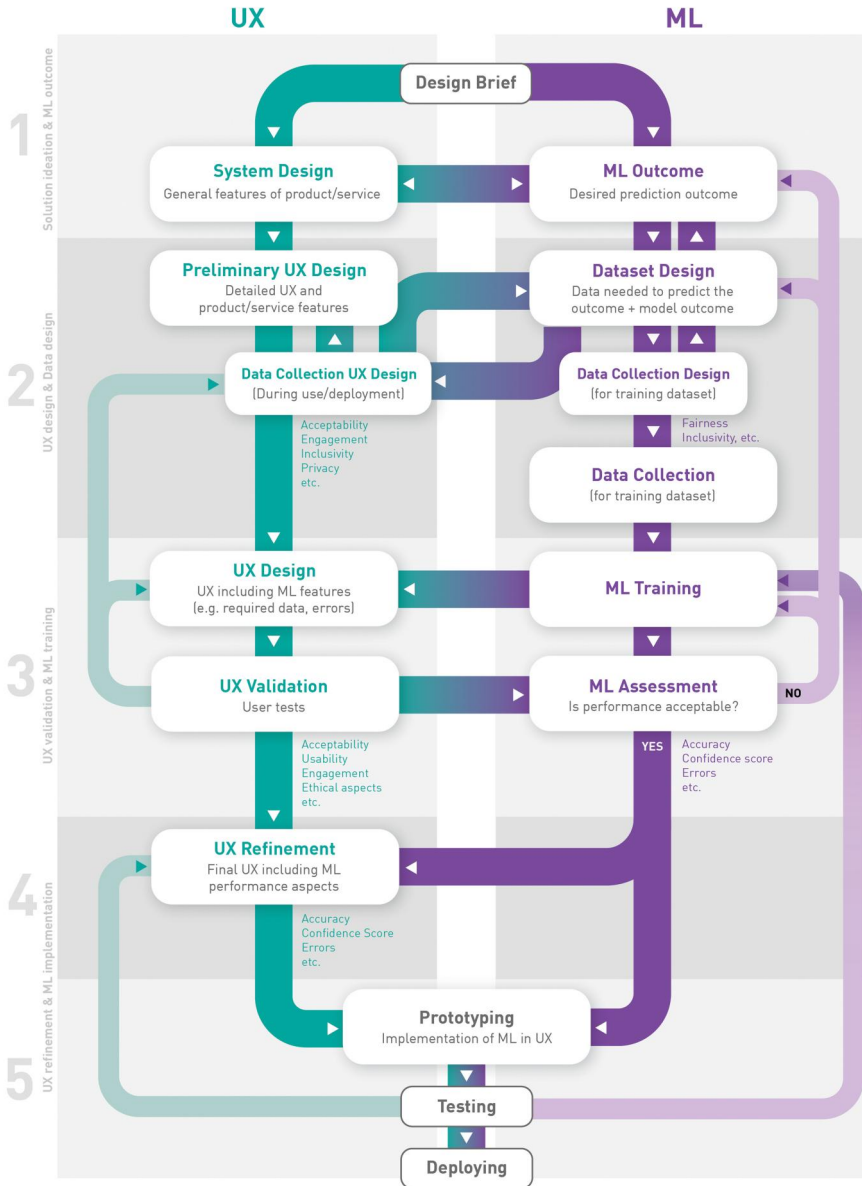 UX
ML
Design Brief
1
Solution ideation & ML outcome
System Design
General features of product/service
ML Outcome
Desired prediction outcome
2
UX design & Data design
Preliminary UX Design
Detailed UX and
product/service features
Dataset Design
Data needed to predict the
outcome + model outcome
Data Collection UX Design
(During use/deployment)
Data Collection Design
(for training dataset)
Acceptability
Engagement
Inclusivity
Privacy
etc.
Fairness
Inclusivity, etc.
Data Collection
(for training dataset)
3
UX validation & ML training
UX Design
UX including ML features
(e.g. required data, errors)
ML Training
UX Validation
User tests
ML Assessment
Is performance acceptable?
NO
YES
Acceptability
Usability
Engagement
Ethical aspects
etc.
Accuracy
Confidence score
Errors
etc.
4
UX refinement & ML implementation
UX Refinement
Final UX including ML
performance aspects
Accuracy
Confidence Score
Errors
etc.
5
Prototyping
Implementation of ML in UX
Testing
Deploying